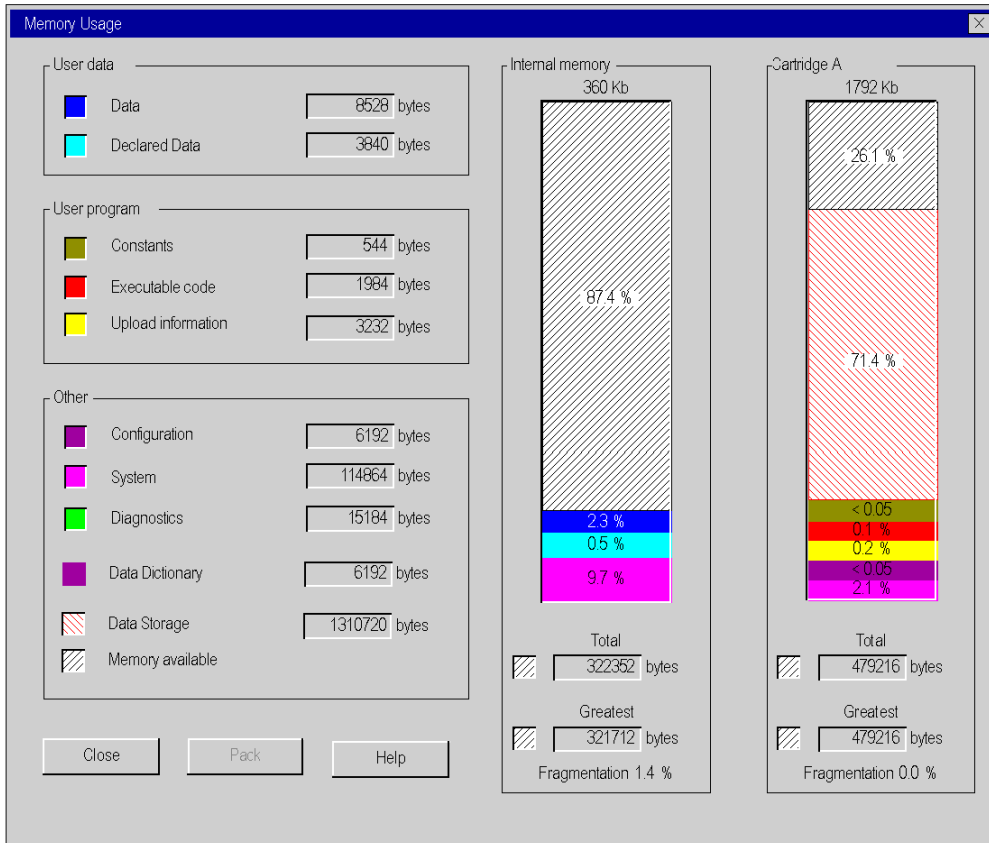 Memory Usage
User data
Data 8528 bytes
Declared Data 3840 bytes
User program
Constants 544 bytes
Executable code 1984 bytes
Upload information 3232 bytes
Other
Configuration 6192 bytes
System 114864 bytes
Diagnostics 15184 bytes
Data Dictionary 6192 bytes
Data Storage 1310720 bytes
Memory available
Close Pack Help
Internal memory
360 Kb
87.4 %
2.3 %
0.5 %
9.7 %
Total
322352 bytes
Greatest
321712 bytes
Fragmentation 1.4 %
Cartridge A
1792 Kb
26.1 %
71.4 %
< 0.05
0.1 %
0.2 %
< 0.05
2.1 %
Total
479216 bytes
Greatest
479216 bytes
Fragmentation 0.0 %